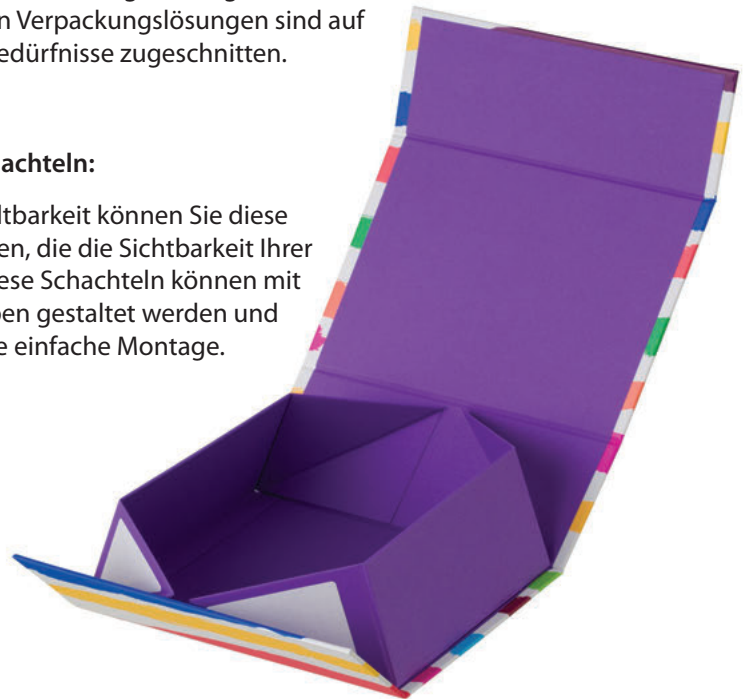 n Verpackungslösungen sind auf
edürfnisse zugeschnitten.
achteln:
ltbarkeit können Sie diese
en, die die Sichtbarkeit Ihrer
ese Schachteln können mit
ben gestaltet werden und
e einfache Montage.